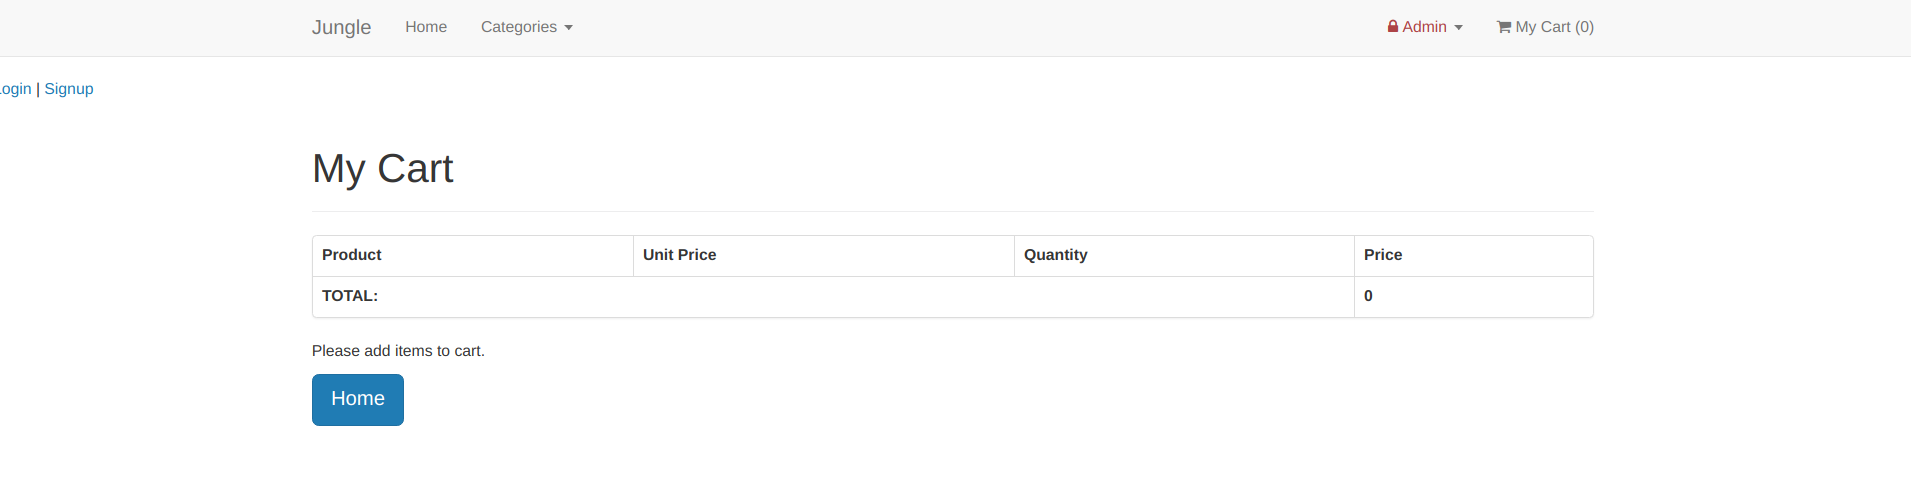 Jungle Home Categories Admin My Cart (0)
ogin | Signup
My Cart
Product Unit Price Quantity Price
TOTAL: 0
Please add items to cart.
Home